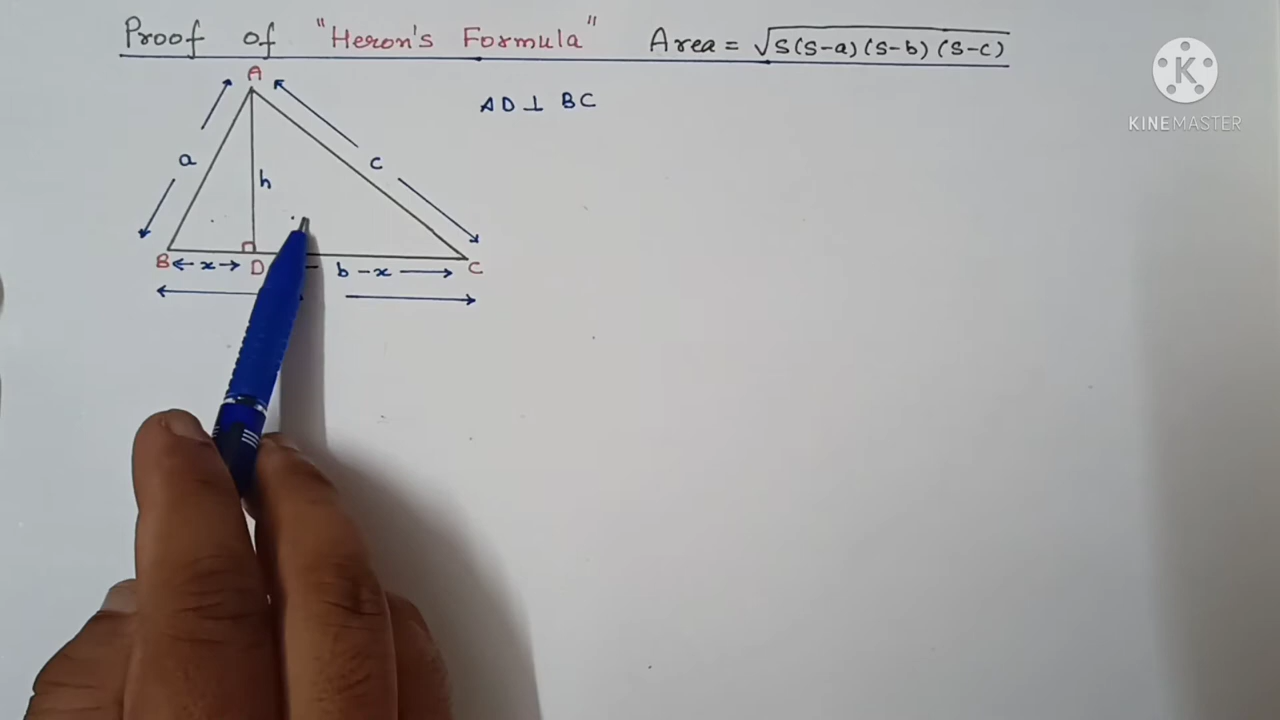 Proof of "Heron's Formula" Area = √S(S-a)(S-b)(S-c)
A
AD ⊥ BC
a
c
h
B x D b-x C
K
KINEMASTER